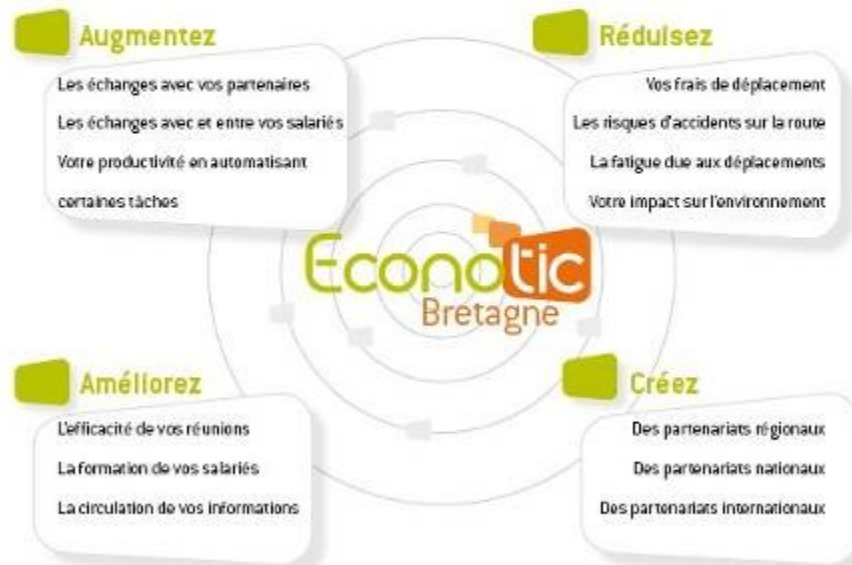 Augmentez
Les échanges avec vos partenaires
Les échanges avec et entre vos salariés
Votre productivité en automatisant
certaines tâches
Réduisez
Vos frais de déplacement
Les risques d'accidents sur la route
La fatigue due aux déplacements
Votre impact sur l'environnement
Econotic
Bretagne
Améliorez
L'efficacité de vos réunions
La formation de vos salariés
La circulation de vos informations
Créez
Des partenariats régionaux
Des partenariats nationaux
Des partenariats internationaux